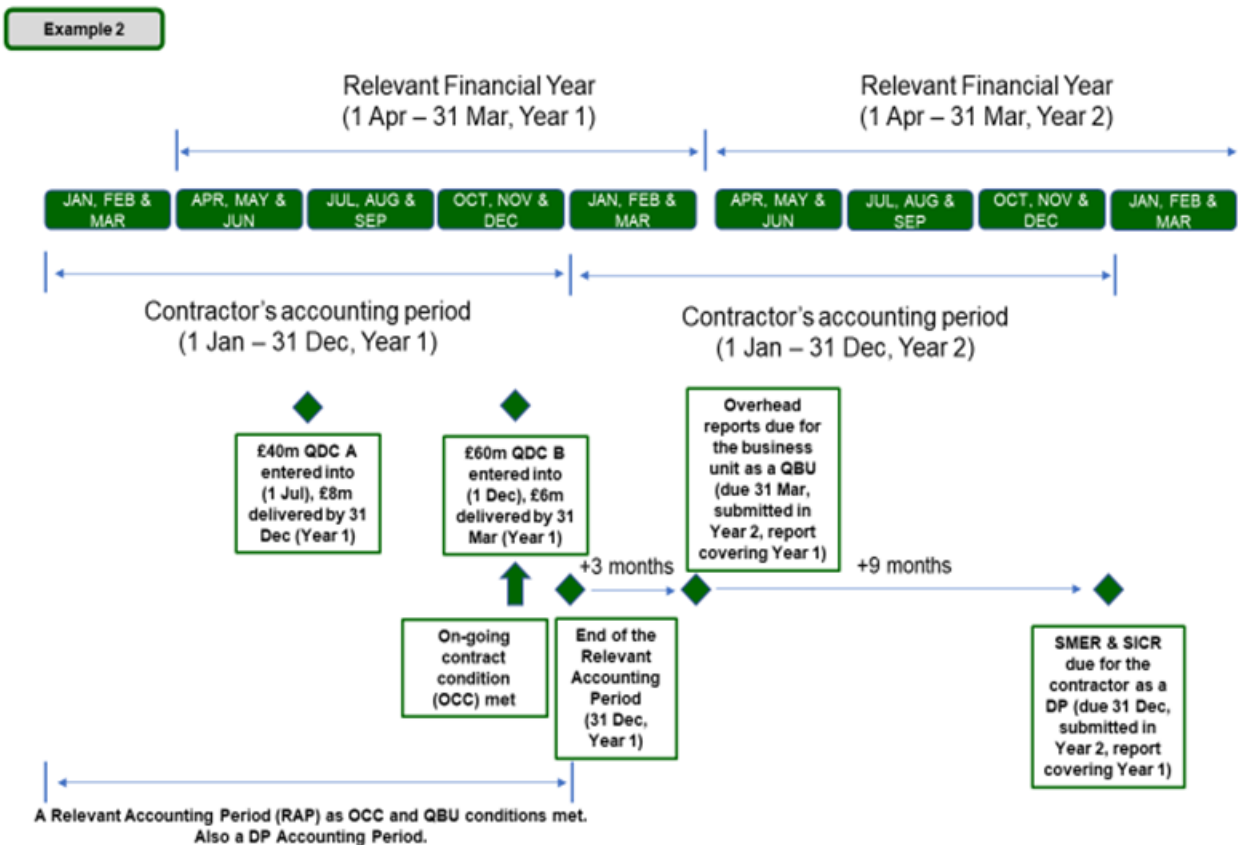 Example 2
Relevant Financial Year
(1 Apr – 31 Mar, Year 1)
Relevant Financial Year
(1 Apr – 31 Mar, Year 2)
JAN, FEB &
MAR
APR, MAY &
JUN
JUL, AUG &
SEP
OCT, NOV &
DEC
JAN, FEB &
MAR
APR, MAY &
JUN
JUL, AUG &
SEP
OCT, NOV &
DEC
JAN, FEB &
MAR
Contractor's accounting period
(1 Jan – 31 Dec, Year 1)
Contractor's accounting period
(1 Jan – 31 Dec, Year 2)
£40m QDC A
entered into
(1 Jul), £8m
delivered by 31
Dec (Year 1)
£60m QDC B
entered into
(1 Dec), £6m
delivered by 31
Mar (Year 1)
Overhead
reports due for
the business
unit as a QBU
(due 31 Mar,
submitted in
Year 2, report
covering Year 1)
+3 months
+9 months
On-going
contract
condition
(OCC) met
End of the
Relevant
Accounting
Period
(31 Dec,
Year 1)
SMER & SICR
due for the
contractor as a
DP (due 31 Dec,
submitted in
Year 2, report
covering Year 1)
A Relevant Accounting Period (RAP) as OCC and QBU conditions met.
Also a DP Accounting Period.